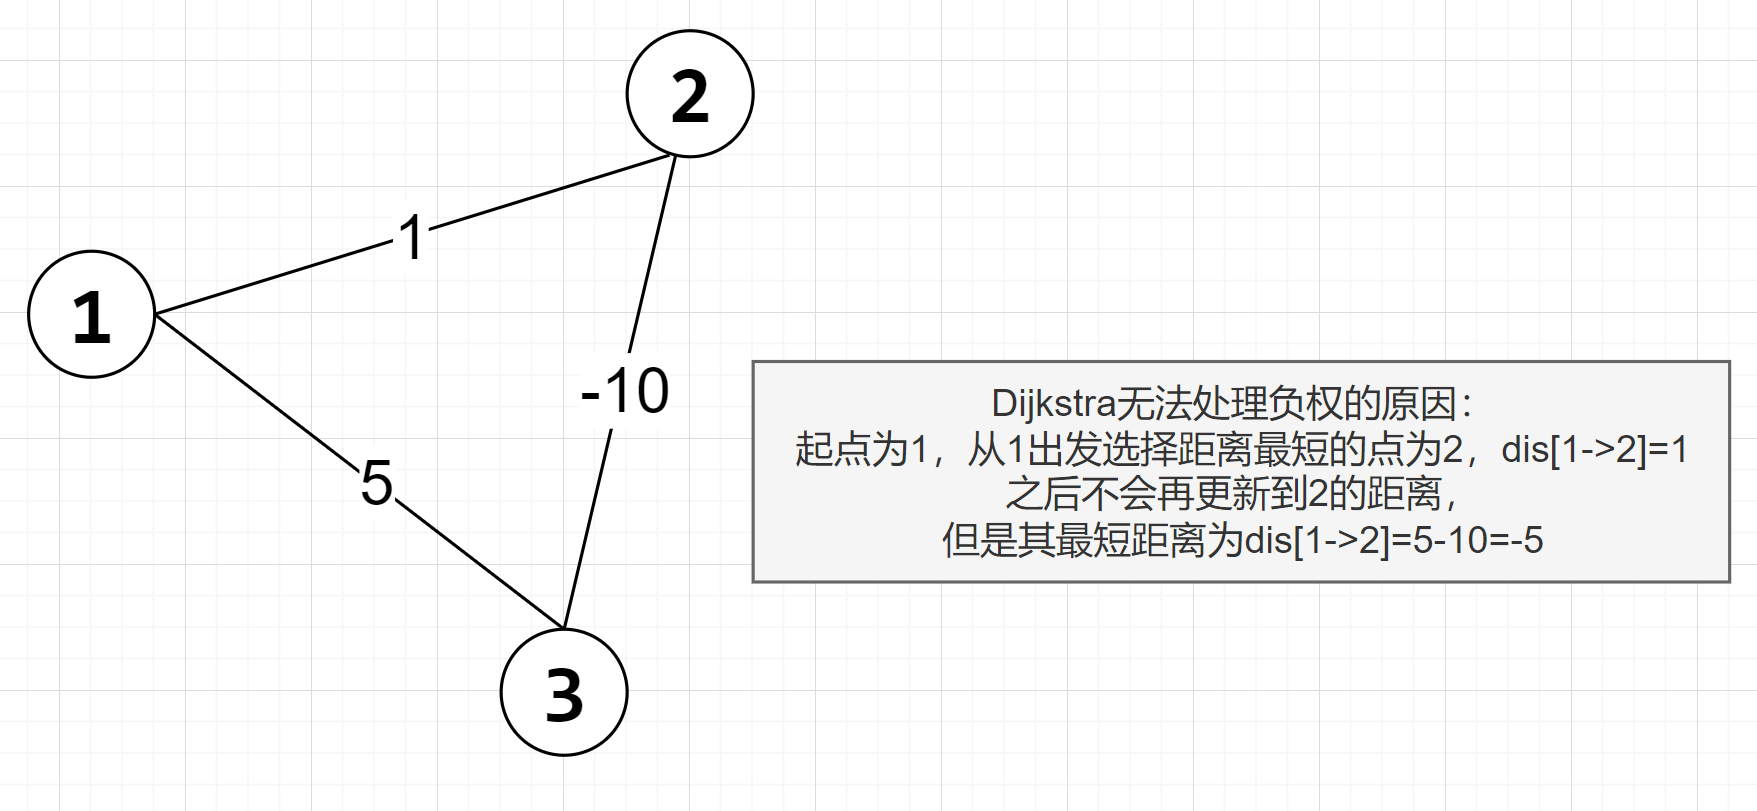 2
1
1
-10
5
3
Dijkstra无法处理负权的原因：
起点为1，从1出发选择距离最短的点为2，dis[1->2]=1
之后不会再更新到2的距离，
但是其最短距离为dis[1->2]=5-10=-5